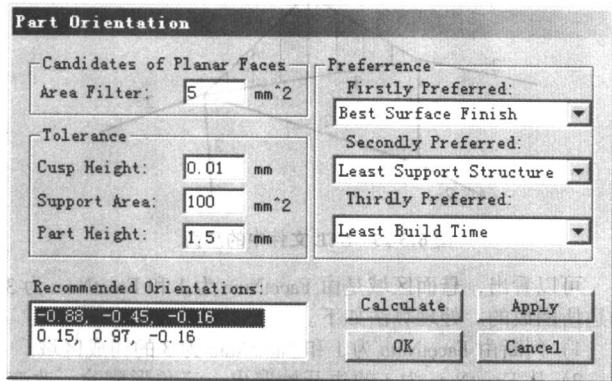 Part Orientation
Candidates of Planar Faces
Area Filter: 5 mm^2
Tolerance
Cusp Height: 0.01 mm
Support Area: 100 mm^2
Part Height: 1.5 mm
Preferrence
Firstly Preferred:
Best Surface Finish
Secondly Preferred:
Least Support Structure
Thirdly Preferred:
Least Build Time
Recommended Orientations:
-0.88, -0.45, -0.16
0.15, 0.97, -0.16
Calculate
Apply
OK
Cancel